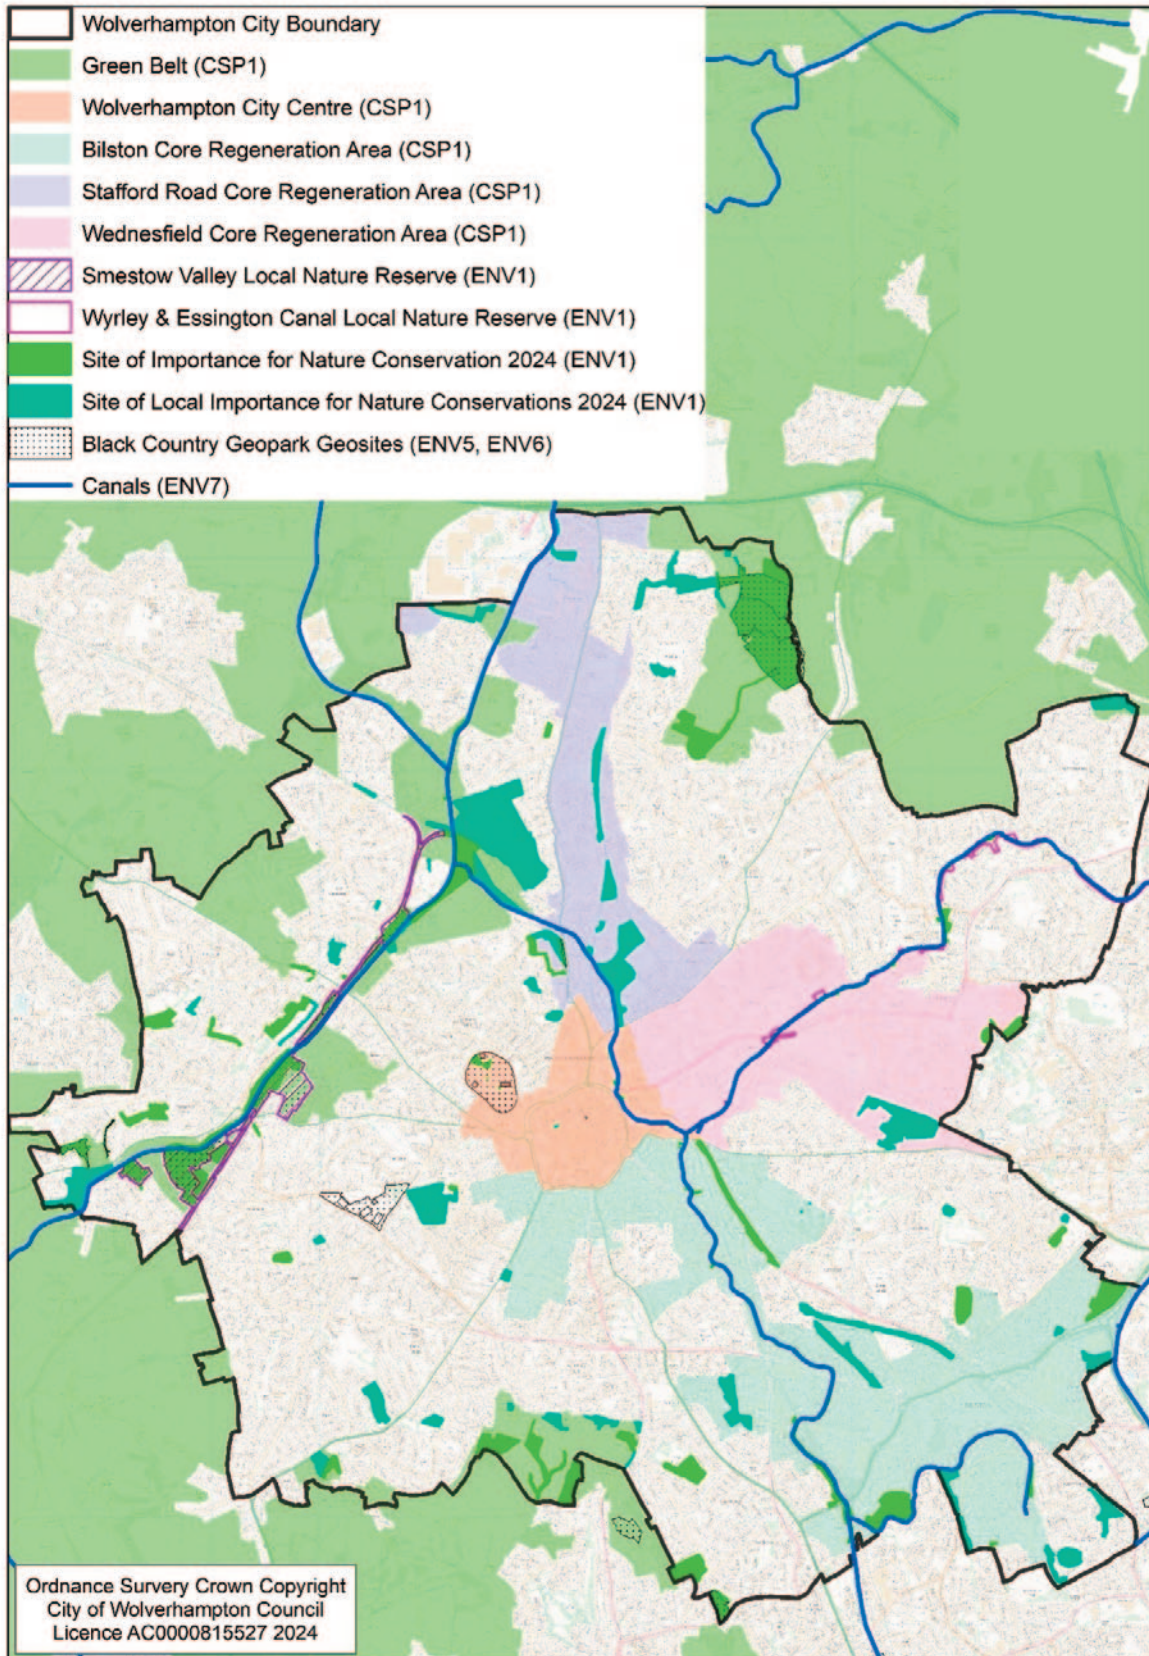 Wolverhampton City Boundary
Green Belt (CSP1)
Wolverhampton City Centre (CSP1)
Bilston Core Regeneration Area (CSP1)
Stafford Road Core Regeneration Area (CSP1)
Wednesfield Core Regeneration Area (CSP1)
Smestow Valley Local Nature Reserve (ENV1)
Wyrley & Essington Canal Local Nature Reserve (ENV1)
Site of Importance for Nature Conservation 2024 (ENV1)
Site of Local Importance for Nature Conservations 2024 (ENV1)
Black Country Geopark Geosites (ENV5, ENV6)
Canals (ENV7)
Ordnance Survery Crown Copyright
City of Wolverhampton Council
Licence AC0000815527 2024